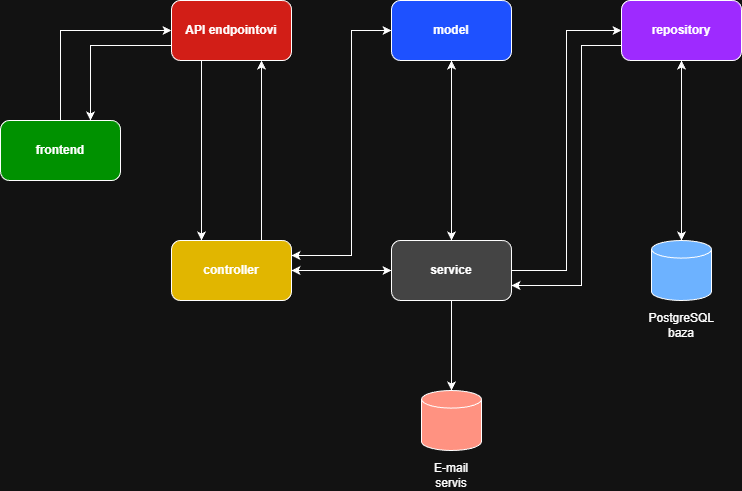 API endpointovi
model
repository
frontend
controller
service
PostgreSQL
baza
E-mail
servis